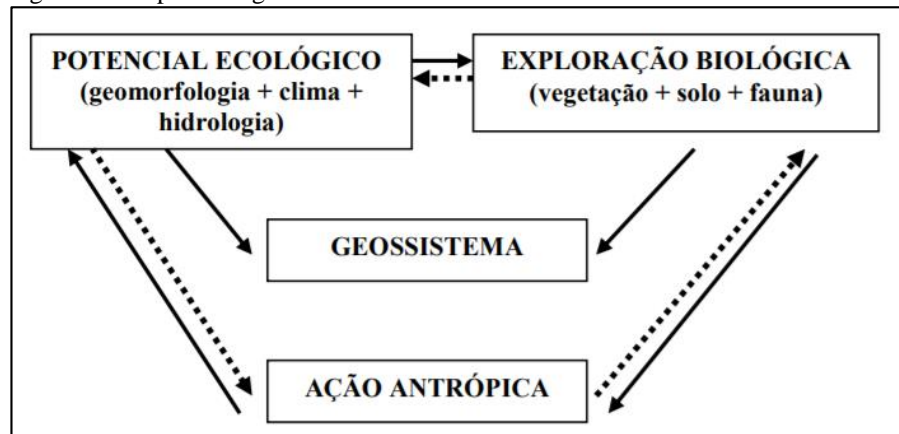 POTENCIAL ECOLÓGICO
(geomorfologia + clima +
hidrologia)
EXPLORAÇÃO BIOLÓGICA
(vegetação + solo + fauna)
GEOSSISTEMA
AÇÃO ANTRÓPICA